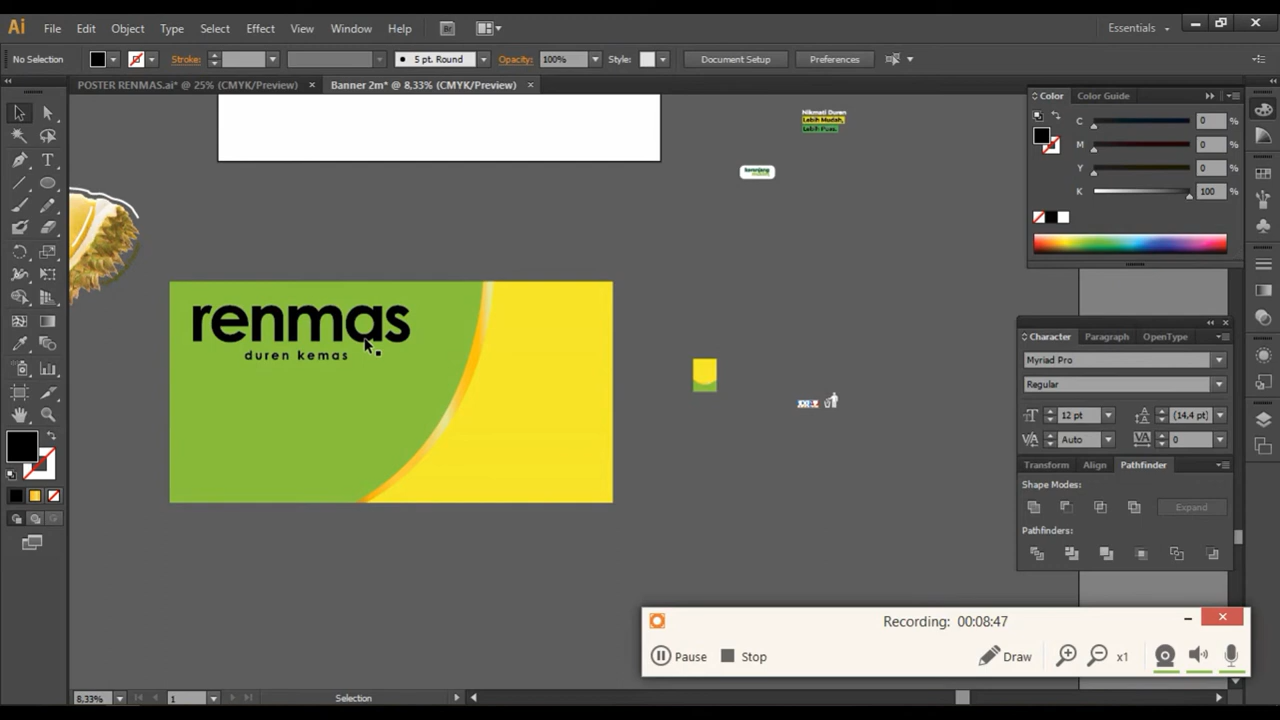 Ai File Edit Object Type Select Effect View Window Help Br Essentials
No Selection Stroke: 5 pt. Round Opacity: 100% Style: Document Setup Preferences
POSTER RENMAS.ai* @ 25% (CMYK/Preview) × Banner 2m* @ 8,33% (CMYK/Preview) ×
Color Color Guide
C 0 %
M 0 %
Y 0 %
K 100 %
Nikmati Duren
Lebih Mudah,
Lebih Puas.
renmas
duren kemas
Character Paragraph OpenType
Myriad Pro
Regular
12 pt (14,4 pt)
Auto 0
Transform Align Pathfinder
Shape Modes:
Expand
Pathfinders:
Recording: 00:08:47
Pause Stop Draw x1
8,33% 1 Selection